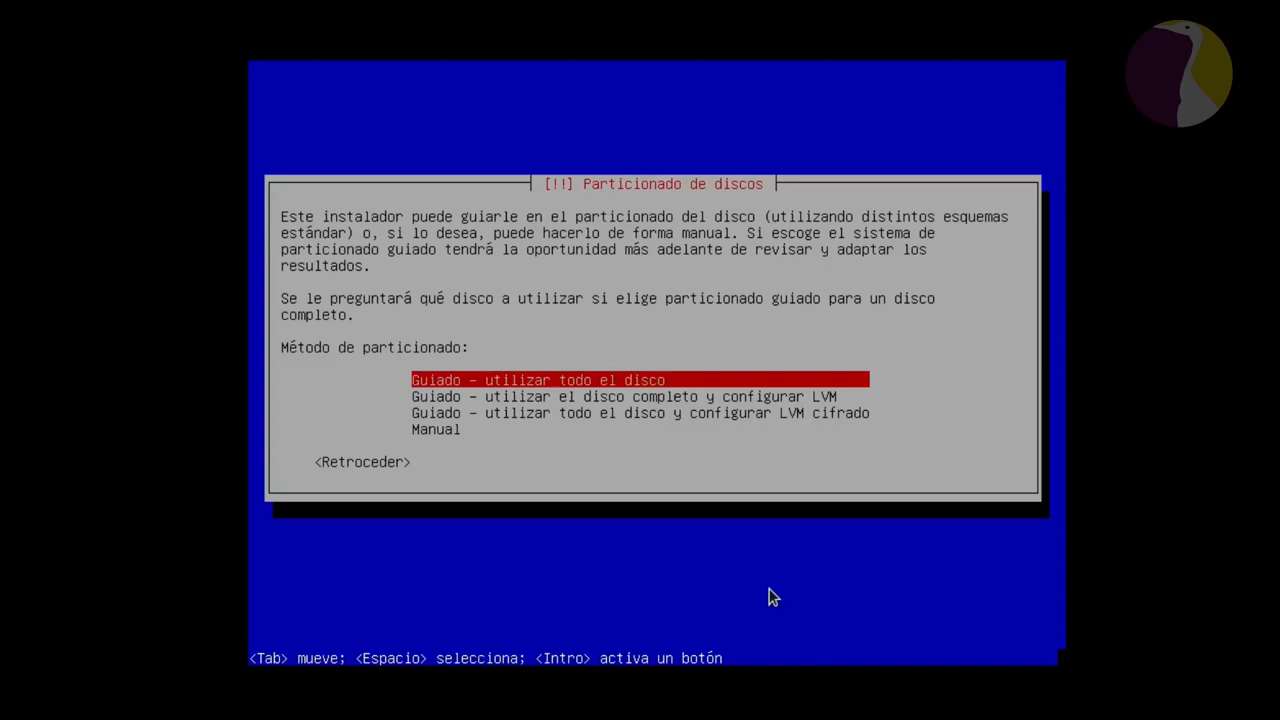 [!!] Particionado de discos
Este instalador puede guiarle en el particionado del disco (utilizando distintos esquemas
estándar) o, si lo desea, puede hacerlo de forma manual. Si escoge el sistema de
particionado guiado tendrá la oportunidad más adelante de revisar y adaptar los
resultados.
Se le preguntará qué disco a utilizar si elige particionado guiado para un disco
completo.
Método de particionado:
Guiado – utilizar todo el disco
Guiado – utilizar el disco completo y configurar LVM
Guiado – utilizar todo el disco y configurar LVM cifrado
Manual
<Retroceder>
<Tab> mueve; <Espacio> selecciona; <Intro> activa un botón